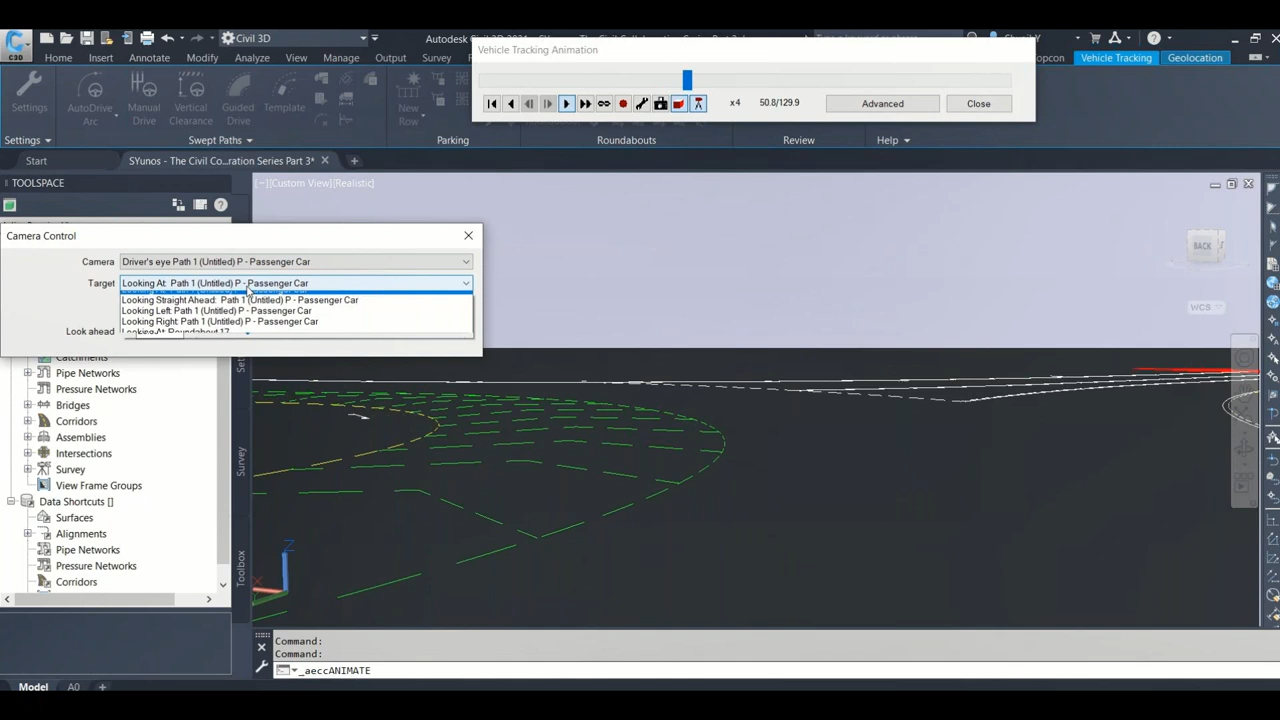 Civil 3D
Autodesk Civil 3D 2021
Vehicle Tracking Animation
Home
Insert
Annotate
Modify
Analyze
View
Manage
Output
Survey
Topcon
Vehicle Tracking
Geolocation
x4
50.8/129.9
Advanced
Close
Settings
AutoDrive
Arc
Manual
Drive
Vertical
Clearance
Guided
Drive
Template
New
Row
Settings
Swept Paths
Parking
Roundabouts
Review
Help
Start
SYunos - The Civil Co...ration Series Part 3*
TOOLSPACE
[–][Custom View][Realistic]
BACK
WCS
Camera Control
Camera
Driver's eye Path 1 (Untitled) P - Passenger Car
Target
Looking At: Path 1 (Untitled) P - Passenger Car
Looking Straight Ahead: Path 1 (Untitled) P - Passenger Car
Looking Left: Path 1 (Untitled) P - Passenger Car
Looking Right: Path 1 (Untitled) P - Passenger Car
Looking At: Roundabout 17
Look ahead
Catchments
Pipe Networks
Pressure Networks
Bridges
Corridors
Assemblies
Intersections
Survey
View Frame Groups
Data Shortcuts []
Surfaces
Alignments
Pipe Networks
Pressure Networks
Corridors
Survey
Toolbox
Z
X
Command:
Command:
_aeccANIMATE
Model
A0